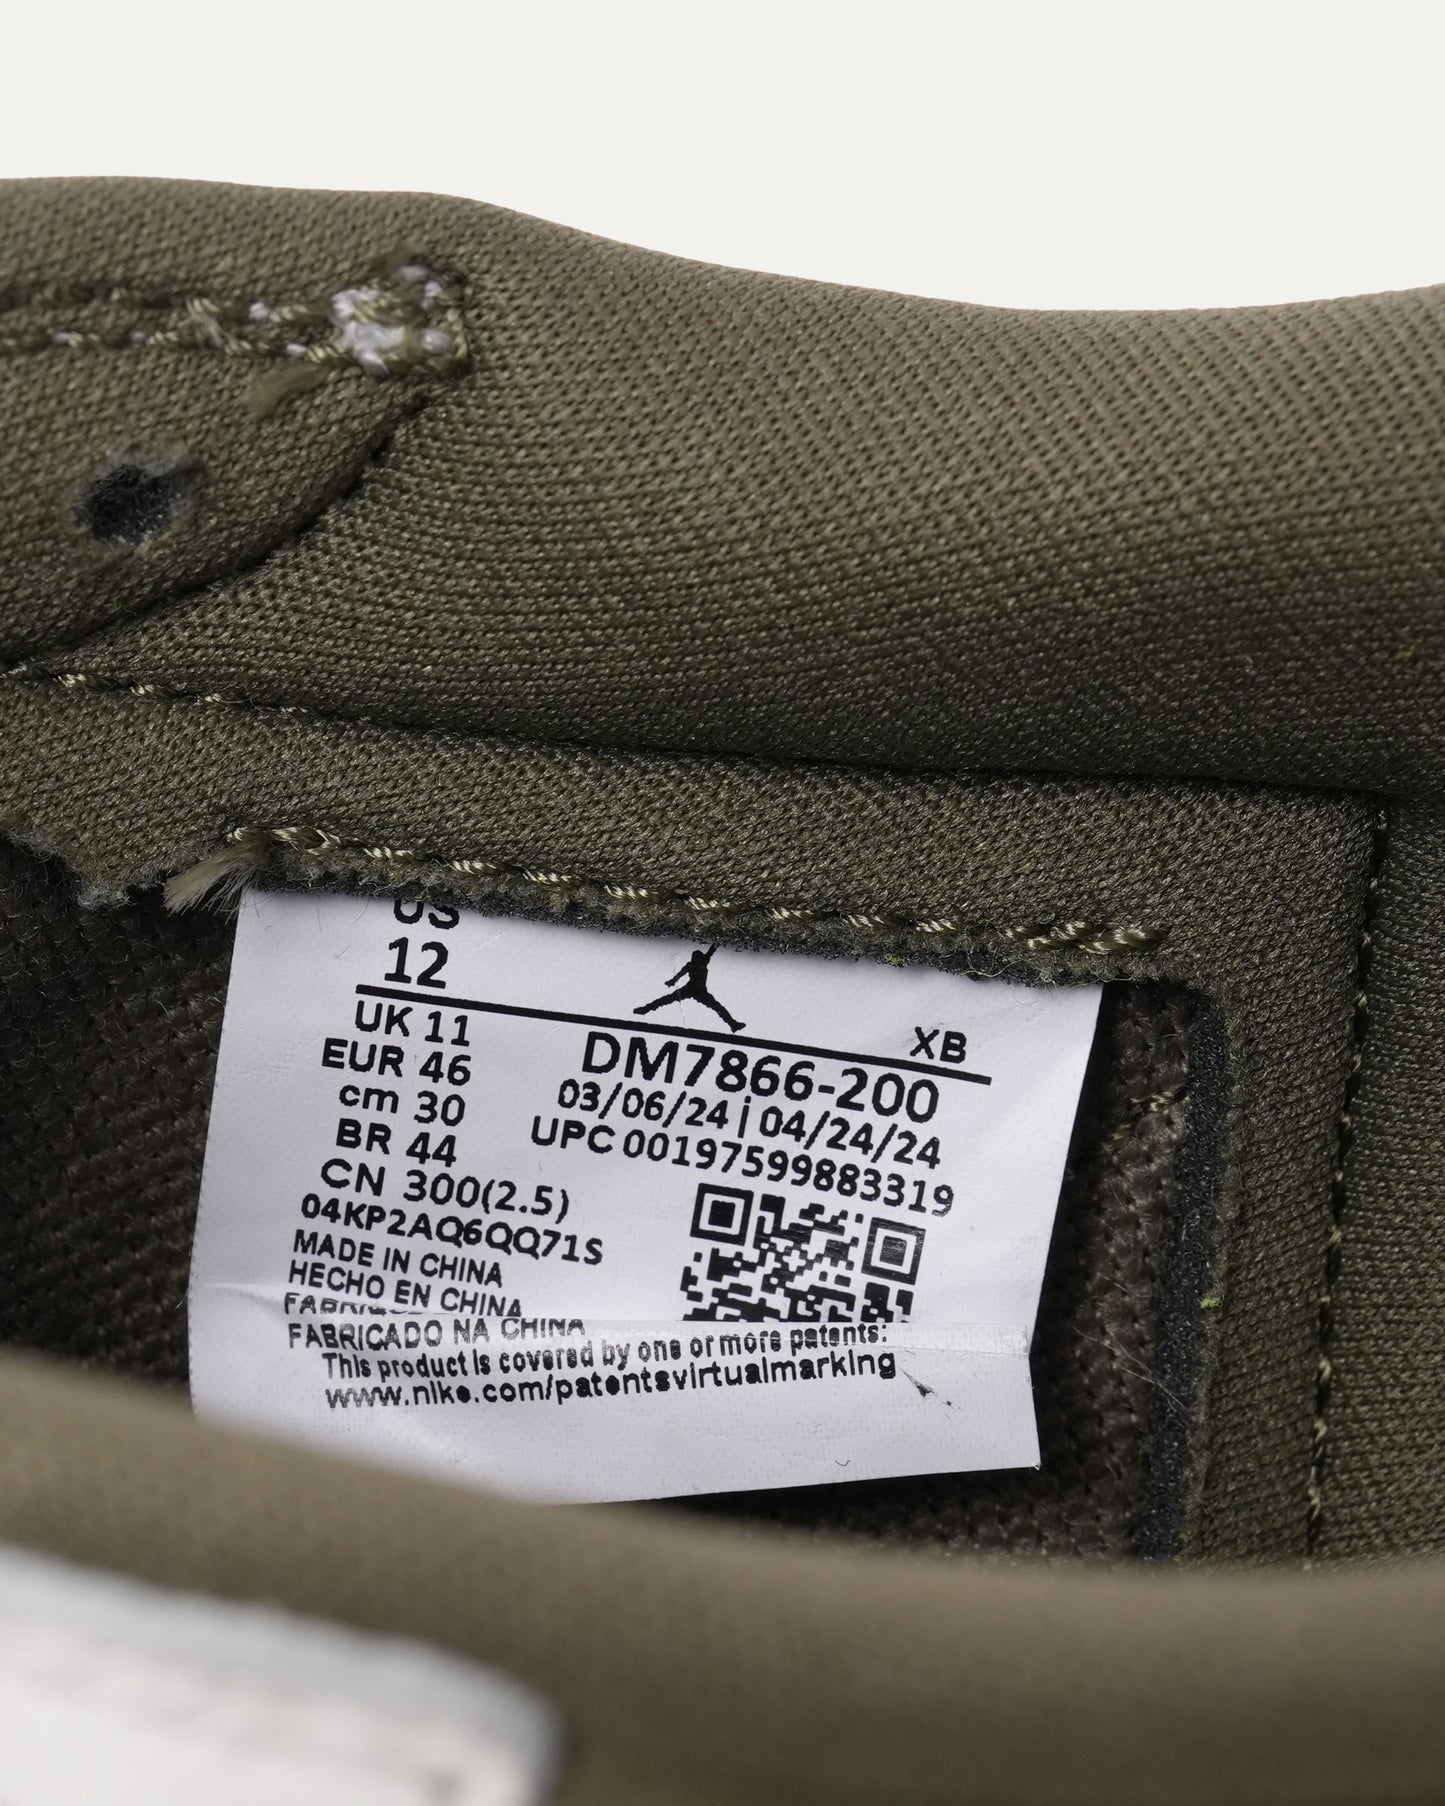 US
12
XB
UK 11
EUR 46
cm 30
BR 44
CN 300(2.5)
DM7866-200
03/06/24 | 04/24/24
UPC 00197599883319
04KP2AQ6QQ71S
MADE IN CHINA
HECHO EN CHINA
FABRICADO NA CHINA
This product is covered by one or more patents:
www.nike.com/patentsvirtualmarking